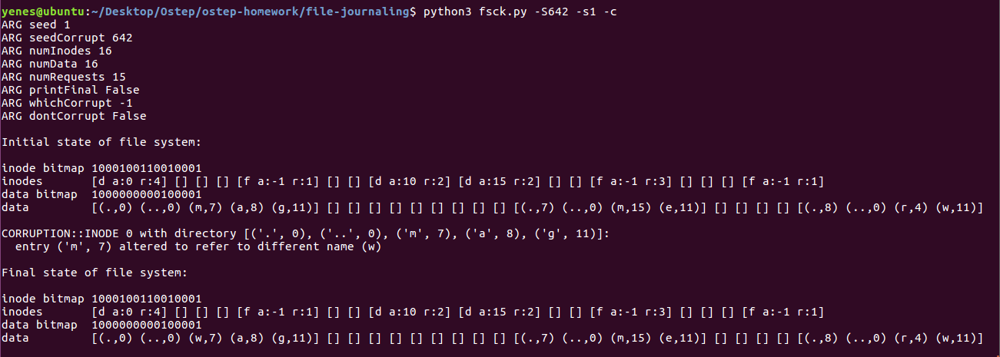 yenes@ubuntu:~/Desktop/Ostep/ostep-homework/file-journaling$ python3 fsck.py -S642 -s1 -c
ARG seed 1
ARG seedCorrupt 642
ARG numInodes 16
ARG numData 16
ARG numRequests 15
ARG printFinal False
ARG whichCorrupt -1
ARG dontCorrupt False
Initial state of file system:
inode bitmap 1000100110010001
inodes       [d a:0 r:4] [] [] [] [f a:-1 r:1] [] [] [d a:10 r:2] [d a:15 r:2] [] [] [f a:-1 r:3] [] [] [] [f a:-1 r:1]
data bitmap  1000000000100001
data         [(.,0) (..,0) (m,7) (a,8) (g,11)] [] [] [] [] [] [] [] [] [] [(.,7) (..,0) (m,15) (e,11)] [] [] [] [] [(.,8) (..,0) (r,4) (w,11)]
CORRUPTION::INODE 0 with directory [('.', 0), ('..', 0), ('m', 7), ('a', 8), ('g', 11)]:
  entry ('m', 7) altered to refer to different name (w)
Final state of file system:
inode bitmap 1000100110010001
inodes       [d a:0 r:4] [] [] [] [f a:-1 r:1] [] [] [d a:10 r:2] [d a:15 r:2] [] [] [f a:-1 r:3] [] [] [] [f a:-1 r:1]
data bitmap  1000000000100001
data         [(.,0) (..,0) (w,7) (a,8) (g,11)] [] [] [] [] [] [] [] [] [] [(.,7) (..,0) (m,15) (e,11)] [] [] [] [] [(.,8) (..,0) (r,4) (w,11)]